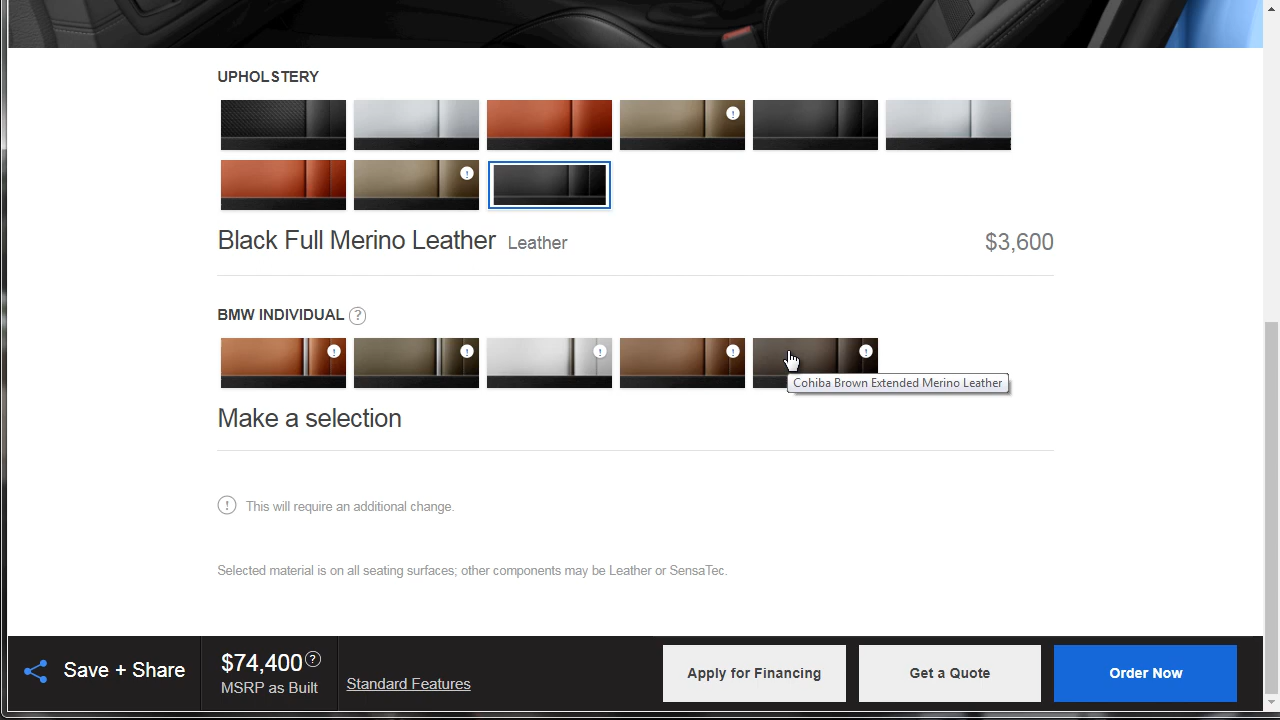 UPHOLSTERY
Black Full Merino Leather Leather $3,600
BMW INDIVIDUAL ?
Cohiba Brown Extended Merino Leather
Make a selection
! This will require an additional change.
Selected material is on all seating surfaces; other components may be Leather or SensaTec.
Save + Share
$74,400 ?
MSRP as Built
Standard Features
Apply for Financing
Get a Quote
Order Now